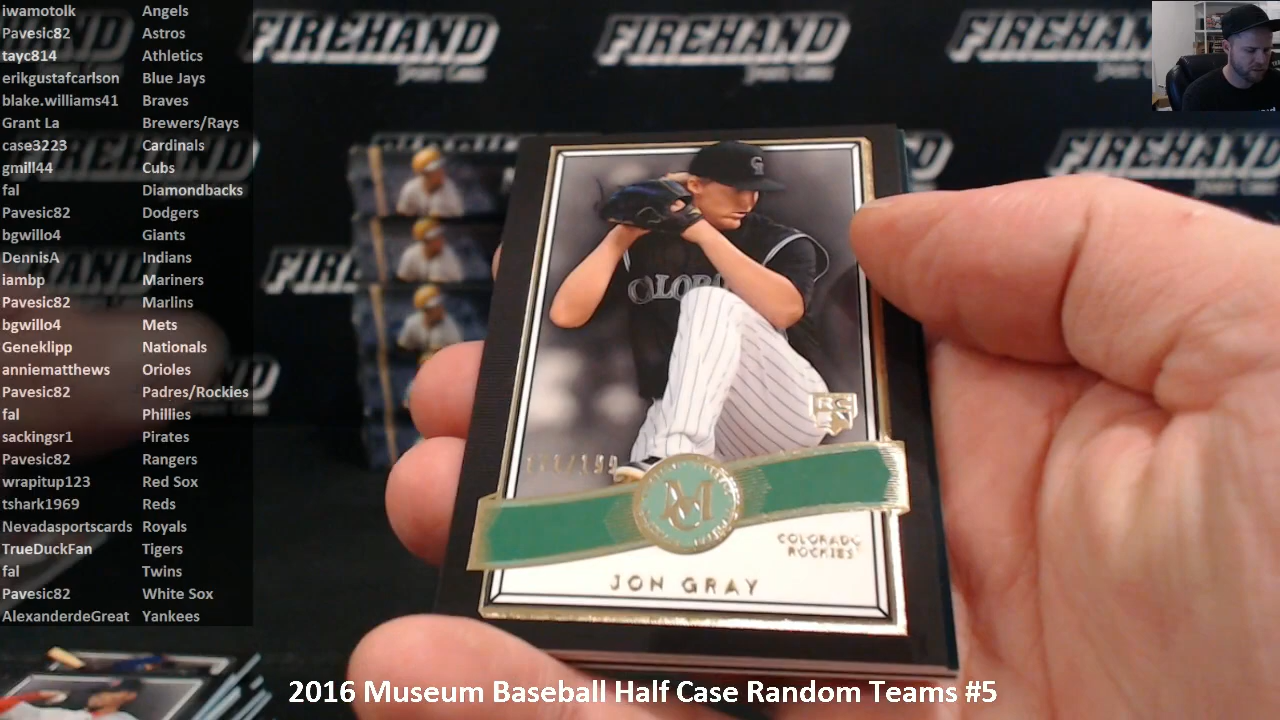 iwamotolk Angels
Pavesic82 Astros
tayc814 Athletics
erikgustafcarlson Blue Jays
blake.williams41 Braves
Grant La Brewers/Rays
case3223 Cardinals
gmill44 Cubs
fal Diamondbacks
Pavesic82 Dodgers
bgwillo4 Giants
DennisA Indians
iambp Mariners
Pavesic82 Marlins
bgwillo4 Mets
Geneklipp Nationals
anniematthews Orioles
Pavesic82 Padres/Rockies
fal Phillies
sackingsr1 Pirates
Pavesic82 Rangers
wrapitup123 Red Sox
tshark1969 Reds
Nevadasportscards Royals
TrueDuckFan Tigers
fal Twins
Pavesic82 White Sox
AlexanderdeGreat Yankees
FIREHAND
FIREHAND
FIREHAND
FIREHAND
RC
MC
COLORADO
ROCKIES
JON GRAY
2016 Museum Baseball Half Case Random Teams #5